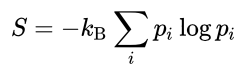 S = −k_B ∑_i p_i log p_i